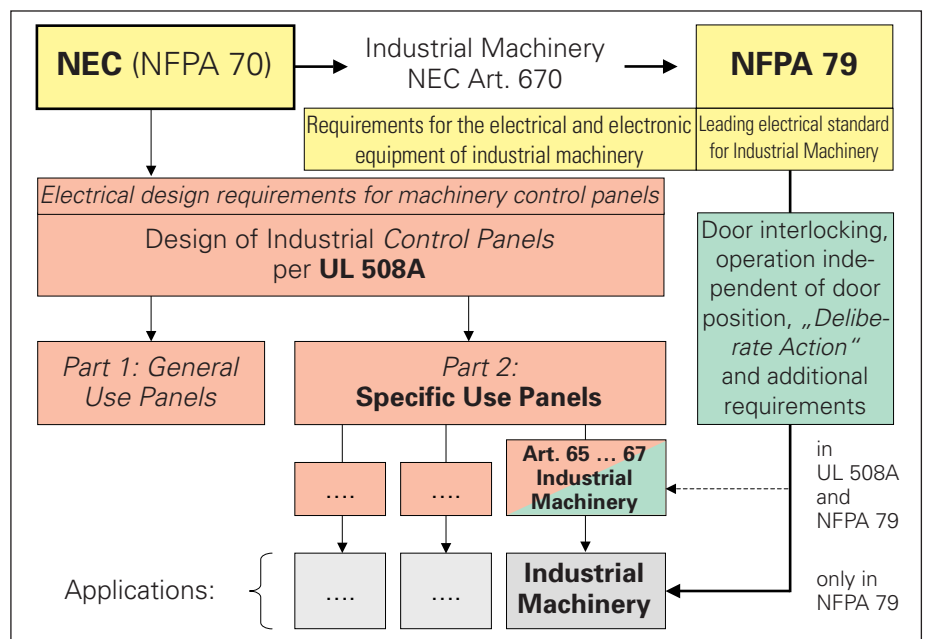 NEC (NFPA 70)
Industrial Machinery
NEC Art. 670
NFPA 79
Requirements for the electrical and electronic
equipment of industrial machinery
Leading electrical standard
for Industrial Machinery
Electrical design requirements for machinery control panels
Design of Industrial Control Panels
per UL 508A
Door interlocking,
operation inde-
pendent of door
position, „Delibe-
rate Action“
and additional
requirements
Part 1: General
Use Panels
Part 2:
Specific Use Panels
....
....
Art. 65 ... 67
Industrial
Machinery
in
UL 508A
and
NFPA 79
Applications:
....
....
Industrial
Machinery
only in
NFPA 79